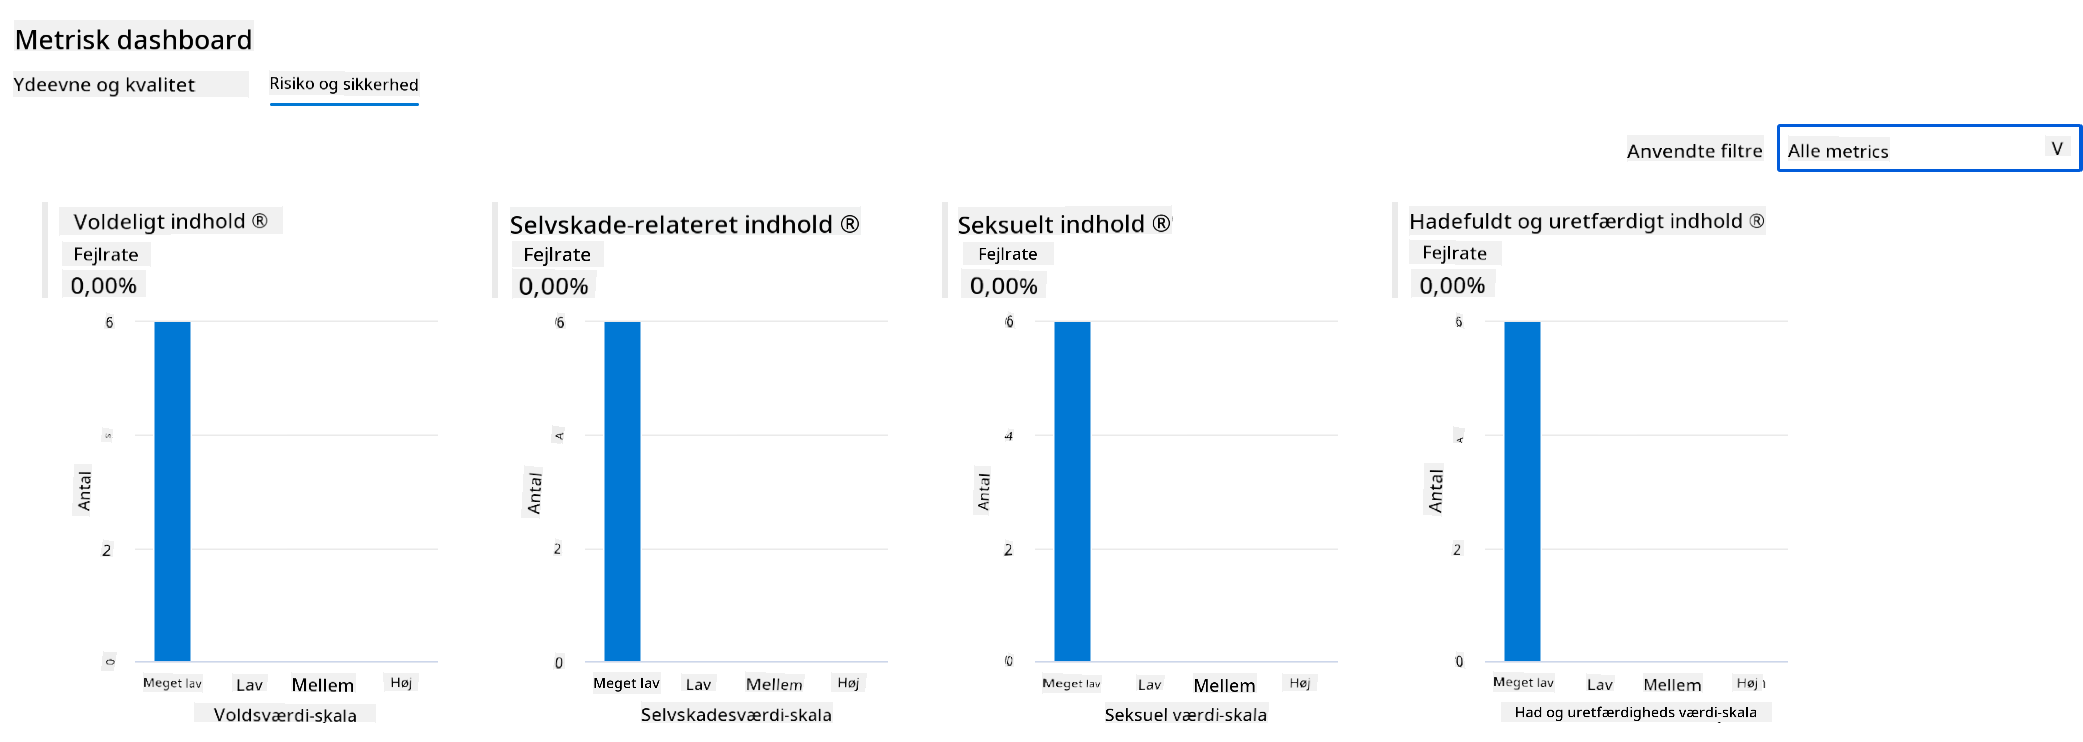 Metrisk dashboard
Ydeevne og kvalitet
Risiko og sikkerhed
Anvendte filtre
Alle metrics
V
Voldeligt indhold ®
Fejlrate
0,00%
6
2
0
Antal
Meget lav
Lav
Mellem
Høj
Voldsværdi-skala
Selvskade-relateret indhold ®
Fejlrate
0,00%
6
4
2
0
Antal
Meget lav
Lav
Mellem
Høj
Selvskadesværdi-skala
Seksuelt indhold ®
Fejlrate
0,00%
6
4
2
0
Antal
Meget lav
Lav
Mellem
Høj
Seksuel værdi-skala
Hadefuldt og uretfærdigt indhold ®
Fejlrate
0,00%
6
2
0
Antal
Meget lav
Lav
Mellem
Høj
Had og uretfærdigheds værdi-skala